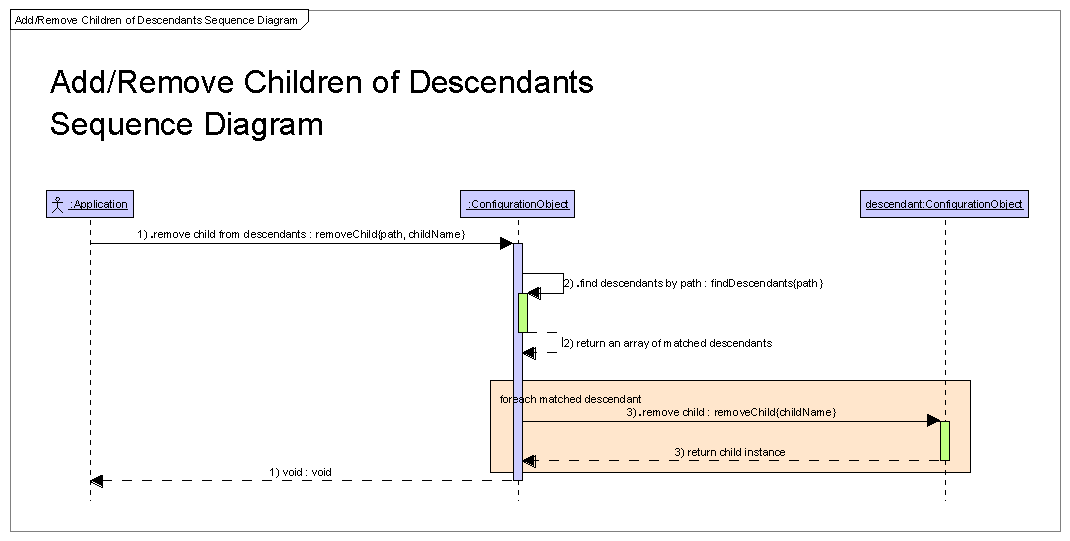 Add/Remove Children of Descendants Sequence Diagram
Add/Remove Children of Descendants
Sequence Diagram
:Application
:ConfigurationObject
descendant:ConfigurationObject
1) .remove child from descendants : removeChild{path, childName}
2) .find descendants by path : findDescendants{path}
2) return an array of matched descendants
foreach matched descendant
3).remove child : removeChild{childName}
3) return child instance
1) void : void